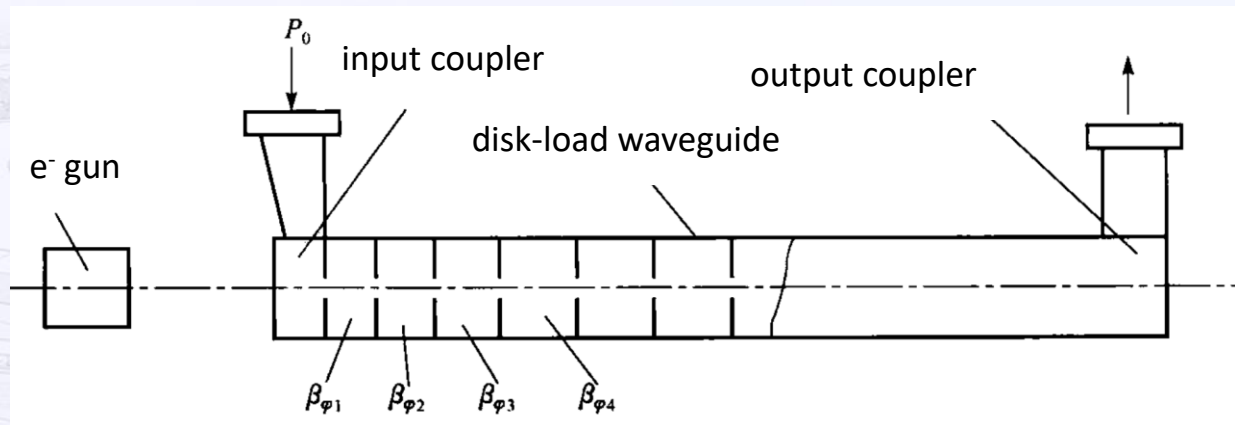 P₀
input coupler
output coupler
disk-load waveguide
e⁻ gun
βφ1 βφ2 βφ3 βφ4